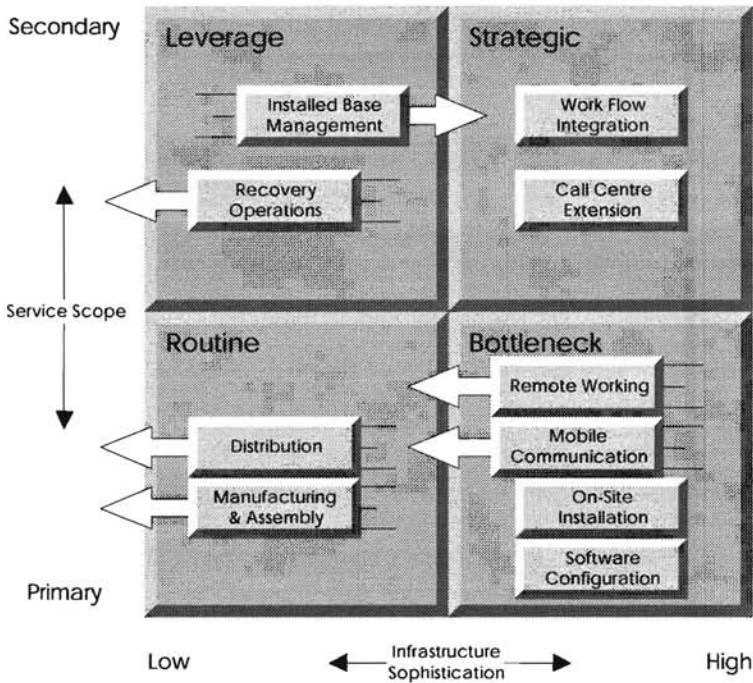 Secondary
Leverage
Strategic
Installed Base
Management
Work Flow
Integration
Recovery
Operations
Call Centre
Extension
Service Scope
Routine
Bottleneck
Remote Working
Distribution
Mobile
Communication
Manufacturing
& Assembly
On-Site
Installation
Software
Configuration
Primary
Low
Infrastructure
Sophistication
High